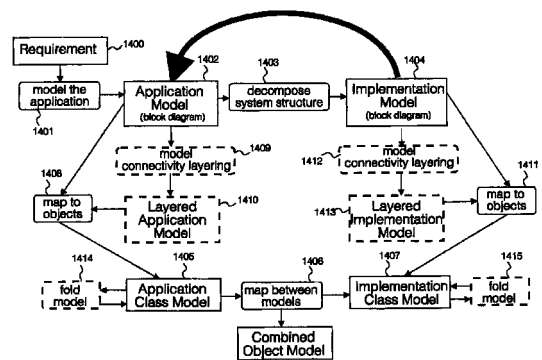 Requirement
1400
model the
application
1401
Application
Model
(block diagram)
1402
decompose
system structure
1403
Implementation
Model
(block diagram)
1404
model
connectivity layering
1409
model
connectivity layering
1412
1408
map to
objects
Layered
Application
Model
1410
1413
Layered
Implementation
Model
map to
objects
1411
1414
fold
model
Application
Class Model
1405
map between
models
1406
Implementation
Class Model
1407
fold
model
1415
Combined
Object Model